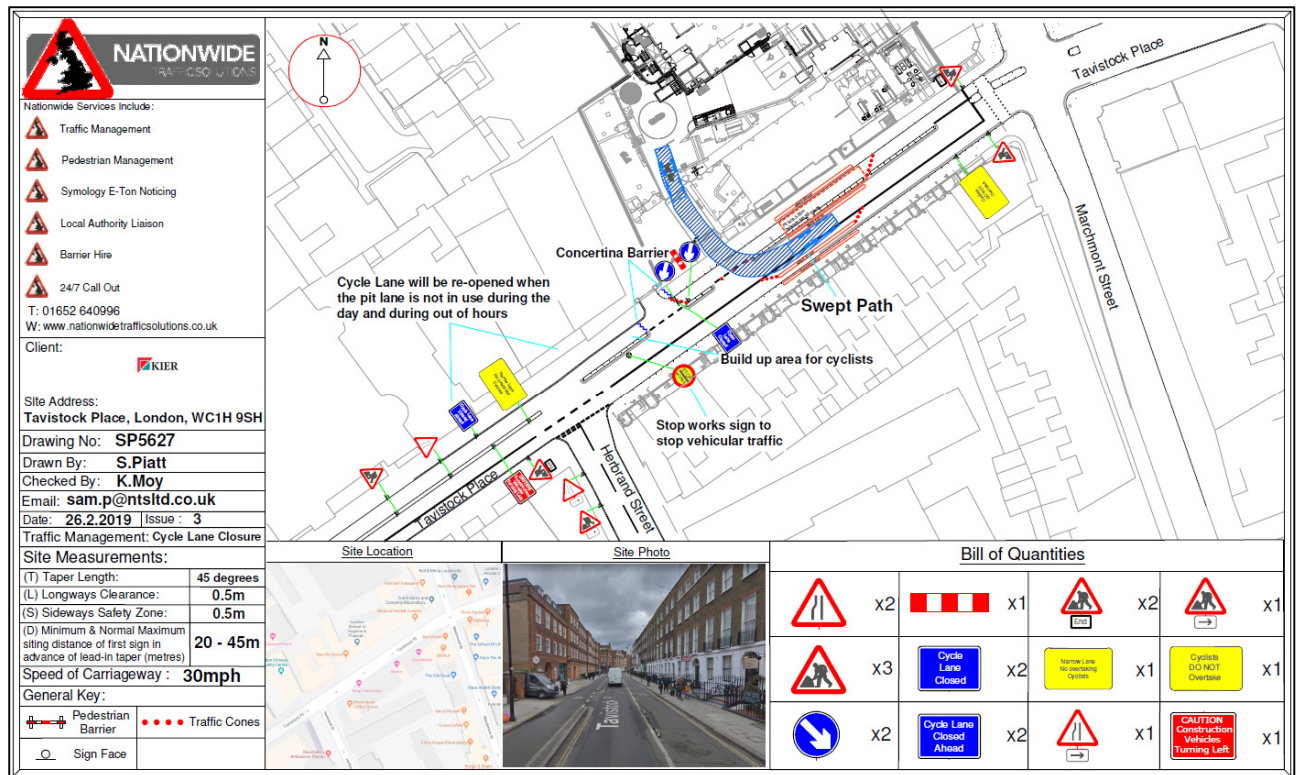 NATIONWIDE
TRAFFIC SOLUTIONS
Nationwide Services Include:
Traffic Management
Pedestrian Management
Symology E-Ton Noticing
Local Authority Liaison
Barrier Hire
24/7 Call Out
T: 01652 640996
W: www.nationwidetrafficsolutions.co.uk
Client:
KIER
Site Address:
Tavistock Place, London, WC1H 9SH
Drawing No: SP5627
Drawn By: S.Piatt
Checked By: K.Moy
Email: sam.p@ntsltd.co.uk
Date: 26.2.2019 Issue : 3
Traffic Management: Cycle Lane Closure
Site Measurements:
(T) Taper Length: 45 degrees
(L) Longways Clearance: 0.5m
(S) Sideways Safety Zone: 0.5m
(D) Minimum & Normal Maximum
siting distance of first sign in
advance of lead-in taper (metres)
20 - 45m
Speed of Carriageway : 30mph
General Key:
Pedestrian
Barrier
Traffic Cones
Sign Face
N
Tavistock Place
Marchmont Street
Concertina Barrier
Cycle Lane will be re-opened when
the pit lane is not in use during the
day and during out of hours
Swept Path
Build up area for cyclists
Stop works sign to
stop vehicular traffic
Herbrand Street
Tavistock Place
Site Location
Site Photo
Tavistock
Bill of Quantities
x2
x1
End
x2
x1
x3
Cycle
Lane
Closed
x2
Narrow Lane
No overtaking
Cyclists
x1
Cyclists
DO NOT
Overtake
x1
x2
Cycle Lane
Closed
Ahead
x2
x1
CAUTION
Construction
Vehicles
Turning Left
x1